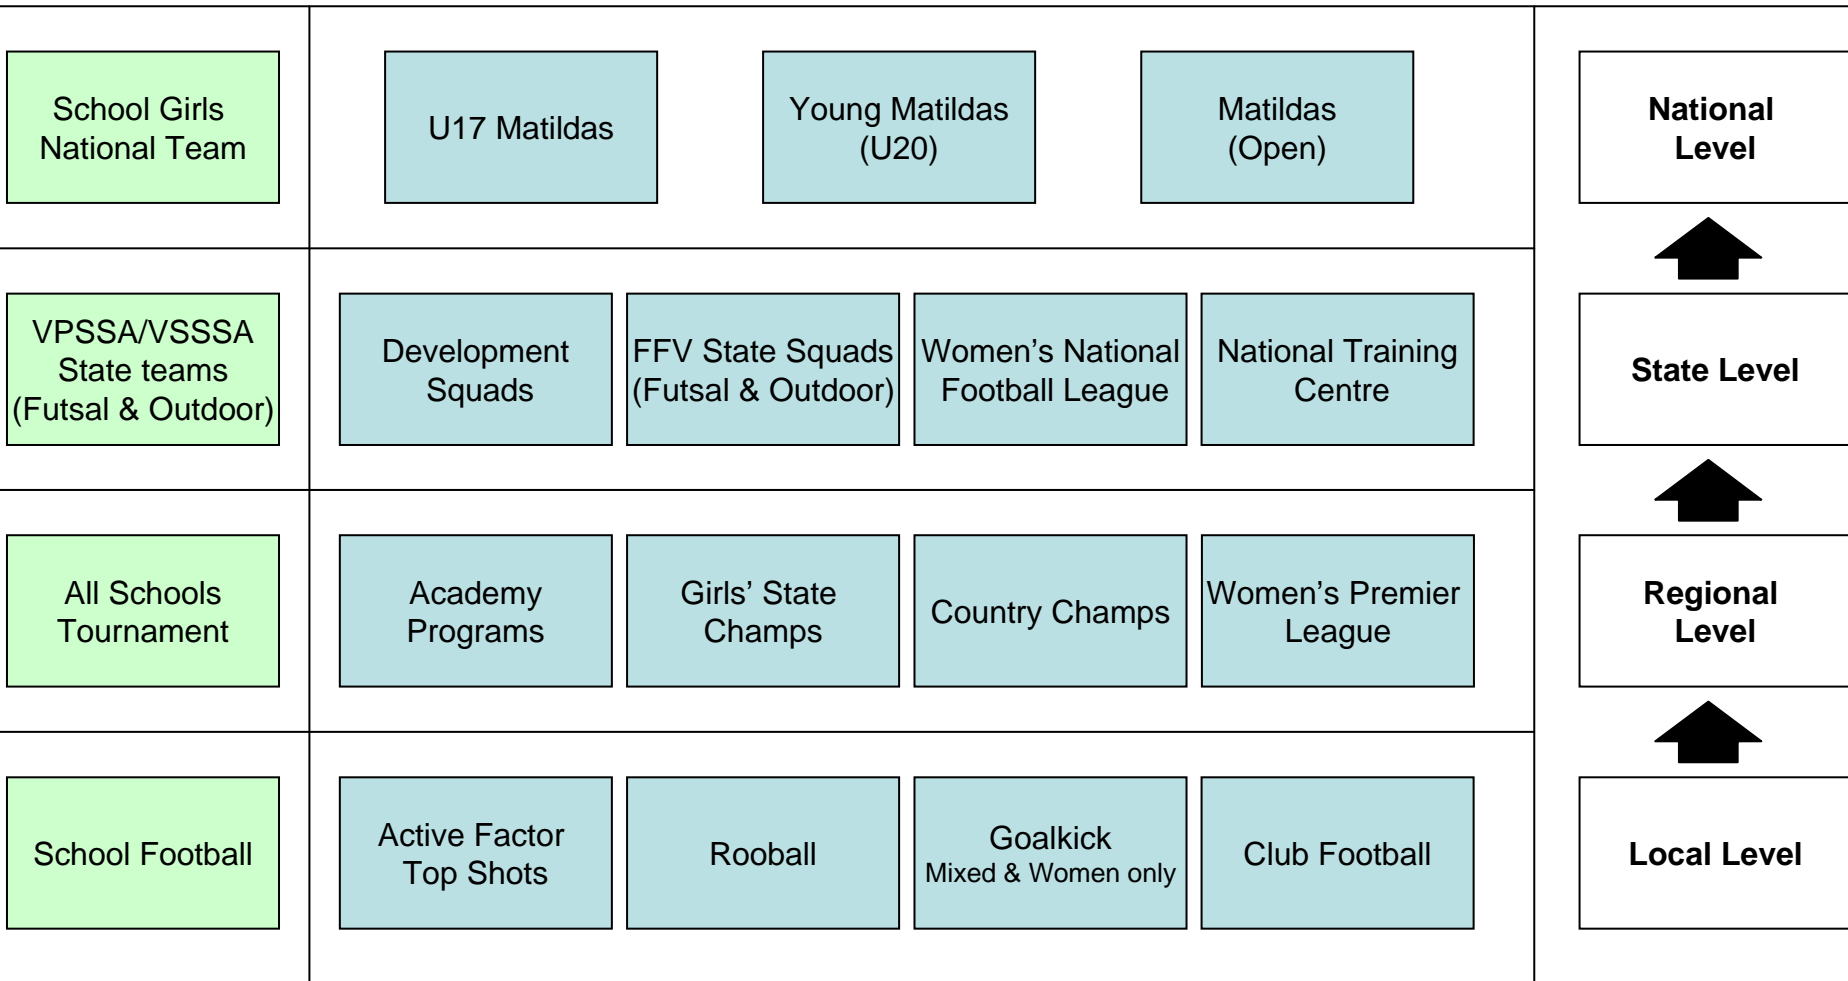 School Girls
National Team
U17 Matildas
Young Matildas
(U20)
Matildas
(Open)
National
Level
VPSSA/VSSSA
State teams
(Futsal & Outdoor)
Development
Squads
FFV State Squads
(Futsal & Outdoor)
Women’s National
Football League
National Training
Centre
State Level
All Schools
Tournament
Academy
Programs
Girls’ State
Champs
Country Champs
Women’s Premier
League
Regional
Level
School Football
Active Factor
Top Shots
Rooball
Goalkick
Mixed & Women only
Club Football
Local Level